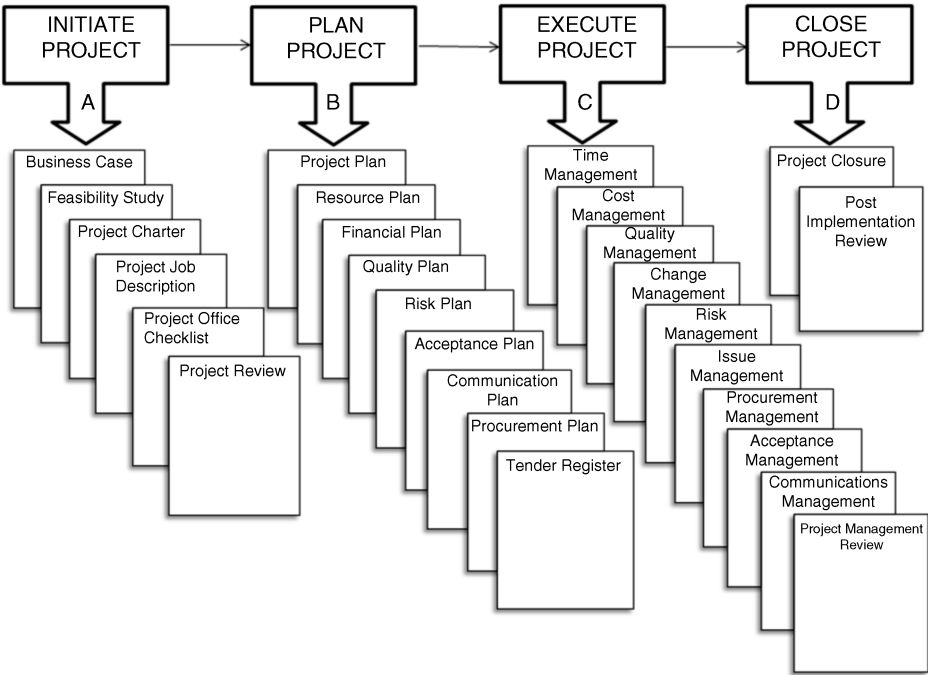 INITIATE
PROJECT
PLAN
PROJECT
EXECUTE
PROJECT
CLOSE
PROJECT
A
B
C
D
Business Case
Feasibility Study
Project Charter
Project Job
Description
Project Office
Checklist
Project Review
Project Plan
Resource Plan
Financial Plan
Quality Plan
Risk Plan
Acceptance Plan
Communication
Plan
Procurement Plan
Tender Register
Time
Management
Cost
Management
Quality
Management
Change
Management
Risk
Management
Issue
Management
Procurement
Management
Acceptance
Management
Communications
Management
Project Management
Review
Project Closure
Post
Implementation
Review